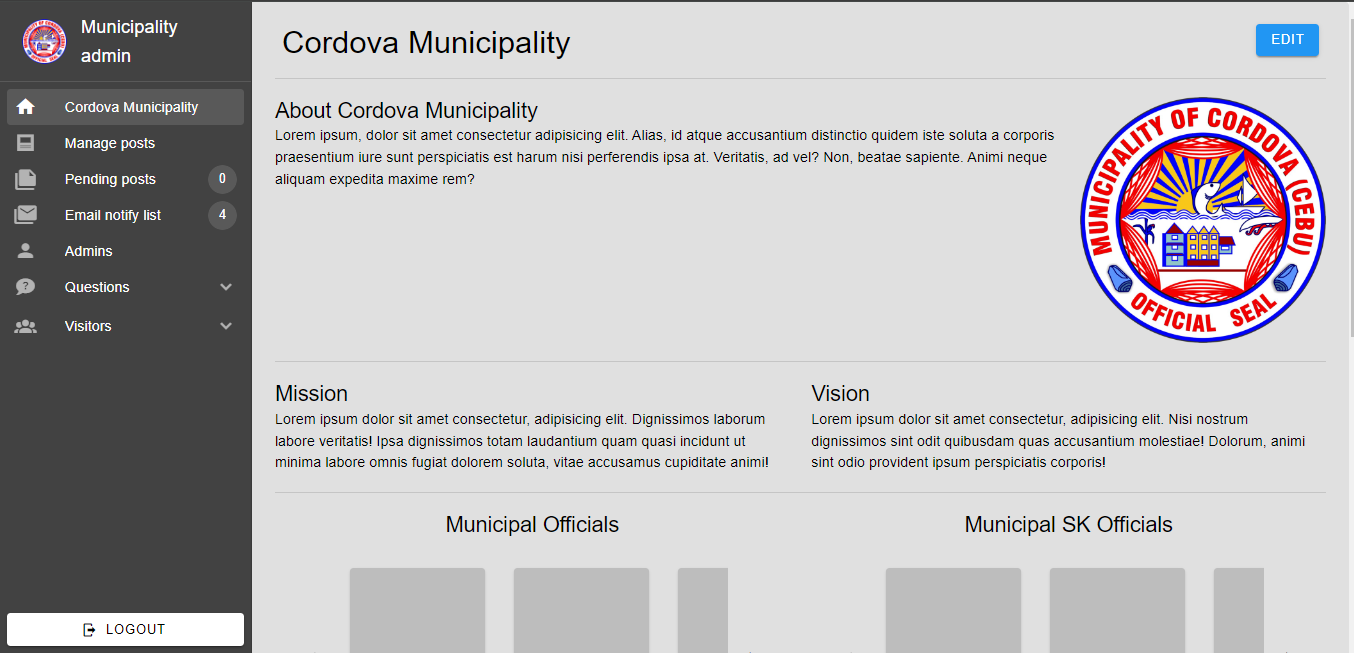 Municipality
admin
Cordova Municipality
Manage posts
Pending posts
0
Email notify list
4
Admins
?
Questions
Visitors
LOGOUT
Cordova Municipality
EDIT
About Cordova Municipality
Lorem ipsum, dolor sit amet consectetur adipisicing elit. Alias, id atque accusantium distinctio quidem iste soluta a corporis
praesentium iure sunt perspiciatis est harum nisi perferendis ipsa at. Veritatis, ad vel? Non, beatae sapiente. Animi neque
aliquam expedita maxime rem?
MUNICIPALITY OF CORDOVA (CEBU)
OFFICIAL SEAL
Mission
Lorem ipsum dolor sit amet consectetur, adipisicing elit. Dignissimos laborum
labore veritatis! Ipsa dignissimos totam laudantium quam quasi incidunt ut
minima labore omnis fugiat dolorem soluta, vitae accusamus cupiditate animi!
Vision
Lorem ipsum dolor sit amet consectetur, adipisicing elit. Nisi nostrum
dignissimos sint odit quibusdam quas accusantium molestiae! Dolorum, animi
sint odio provident ipsum perspiciatis corporis!
Municipal Officials
Municipal SK Officials